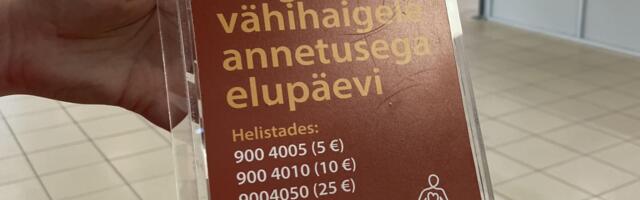 vähihaigele
annetusega
elupäevi
Helistades:
900 4005 (5 €)
900 4010 (10 €)
9004050 (25 €)